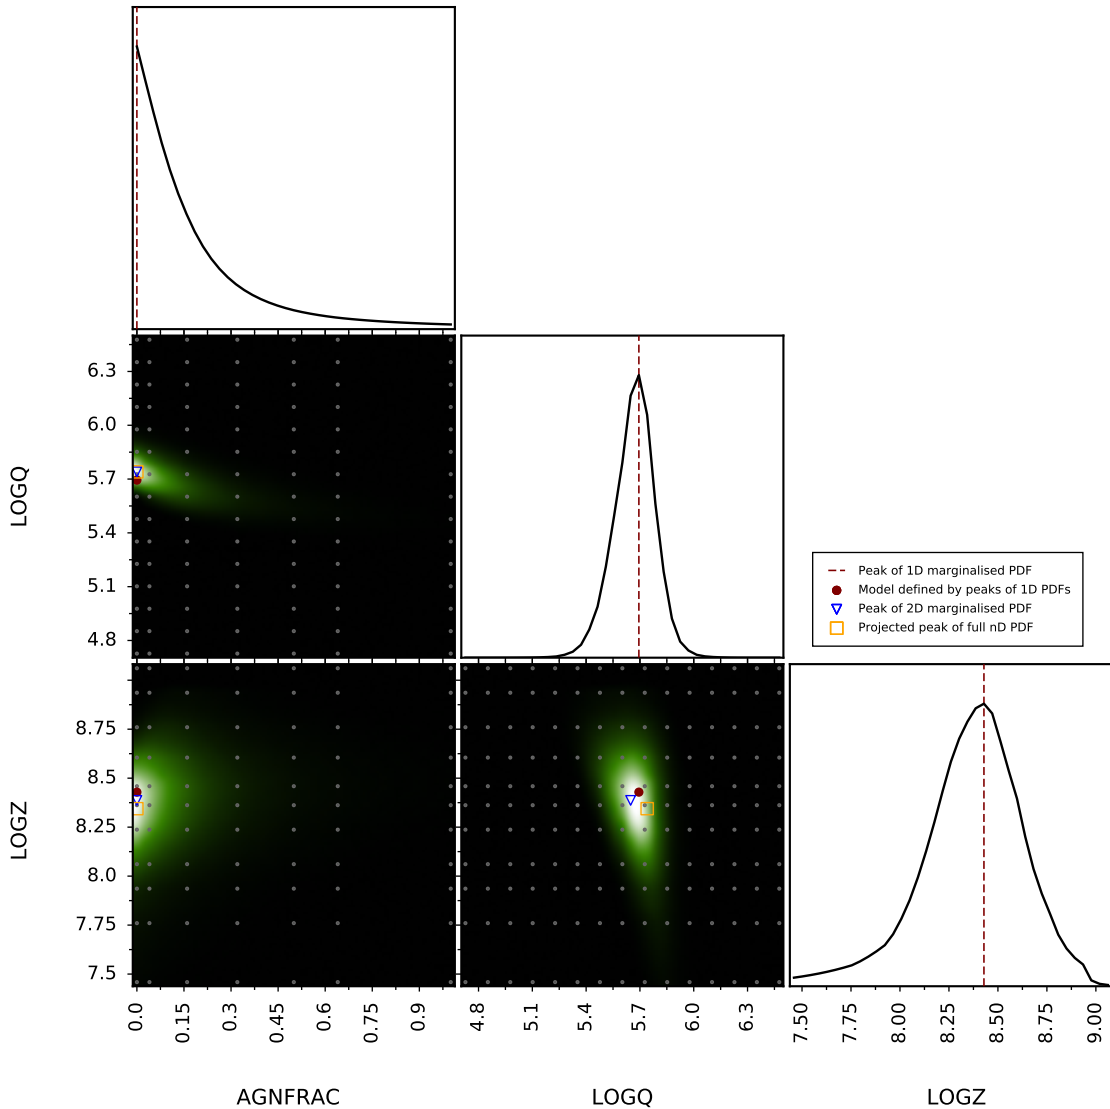 LOGQ
6.3
6.0
5.7
5.4
5.1
4.8
Peak of 1D marginalised PDF
Model defined by peaks of 1D PDFs
Peak of 2D marginalised PDF
Projected peak of full nD PDF
LOGZ
8.75
8.5
8.25
8.0
7.75
7.5
0.0 0.15 0.3 0.45 0.6 0.75 0.9
4.8 5.1 5.4 5.7 6.0 6.3
7.50 7.75 8.00 8.25 8.50 8.75 9.00
AGNFRAC LOGQ LOGZ